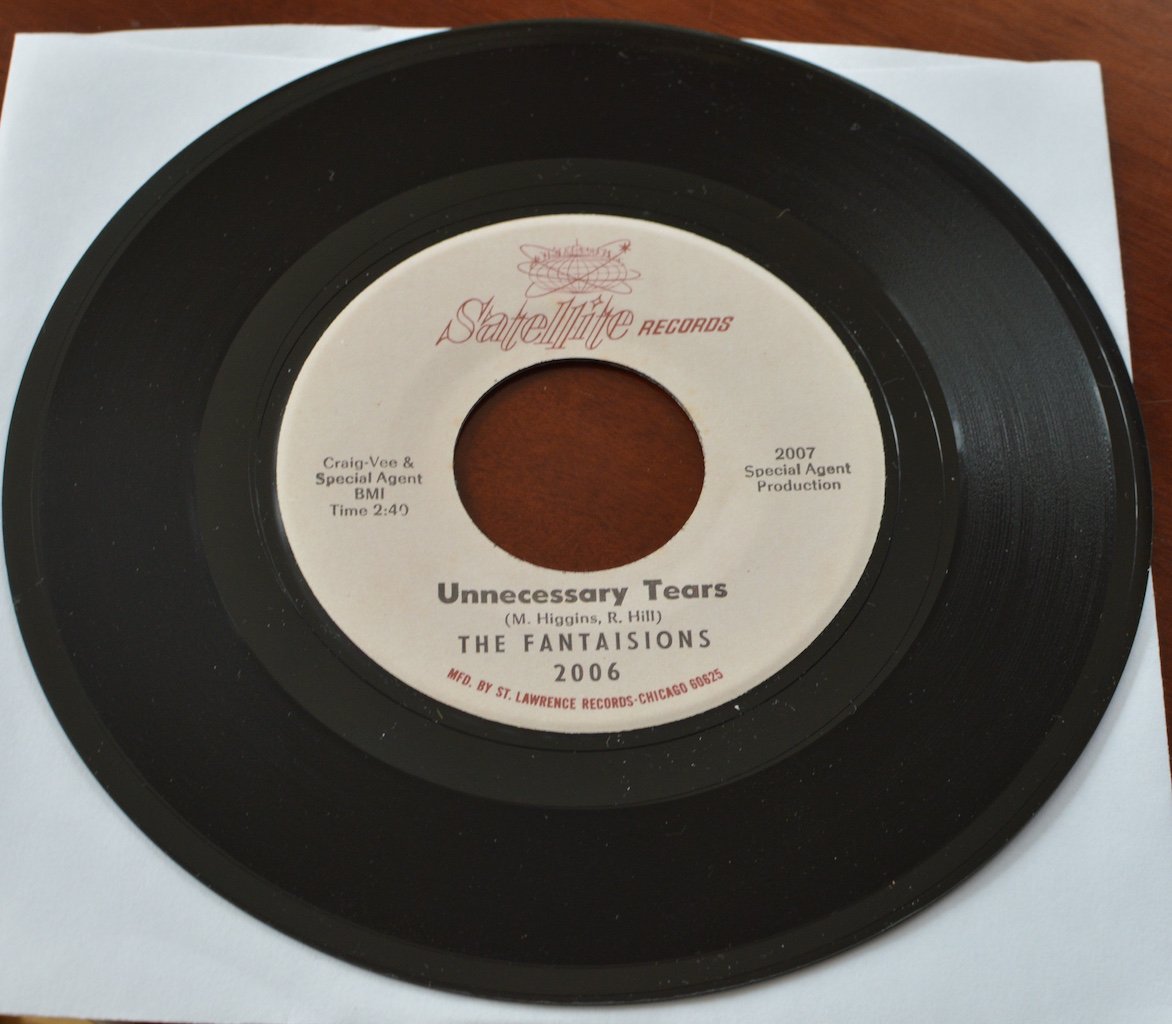 Satellite RECORDS
Craig-Vee &
Special Agent
BMI
Time 2:40
2007
Special Agent
Production
Unnecessary Tears
(M. Higgins, R. Hill)
THE FANTAISIONS
2006
MFD. BY ST. LAWRENCE RECORDS-CHICAGO 60625